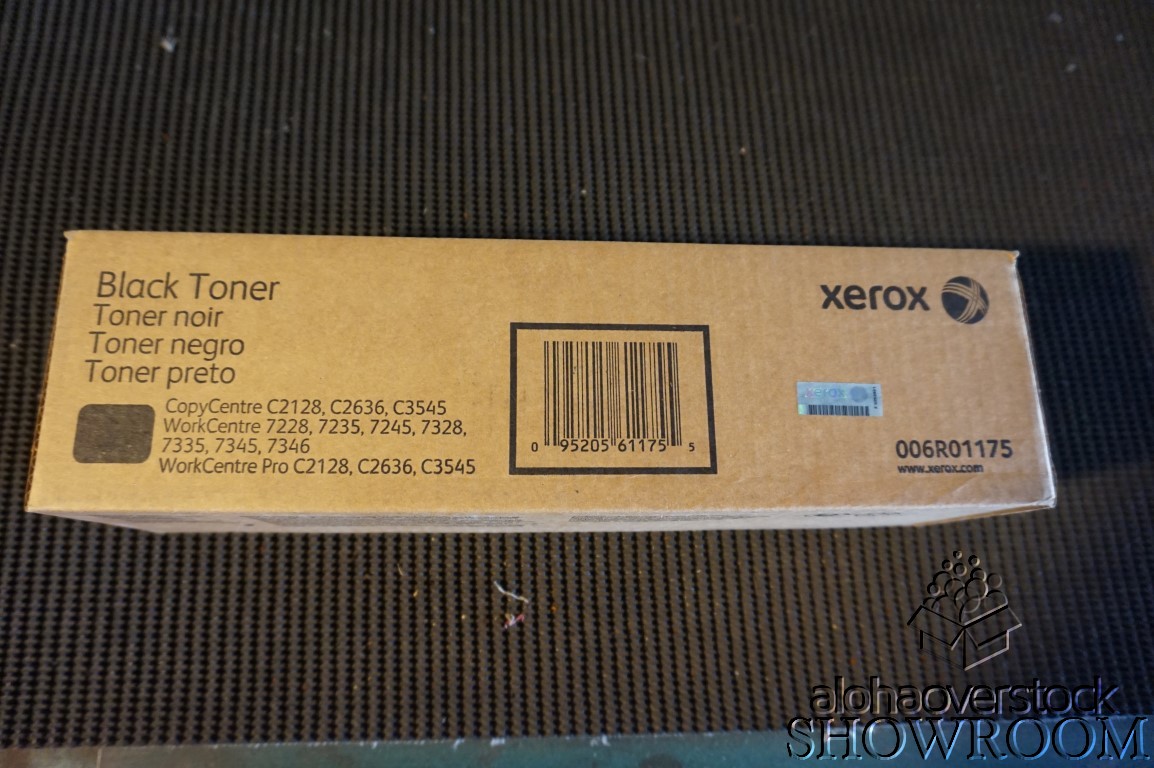 Black Toner
Toner noir
Toner negro
Toner preto
CopyCentre C2128, C2636, C3545
WorkCentre 7228, 7235, 7245, 7328,
7335, 7345, 7346
WorkCentre Pro C2128, C2636, C3545
0 95205 61175 5
xerox
xerox
006R01175
www.xerox.com
alohaoverstock
SHOWROOM